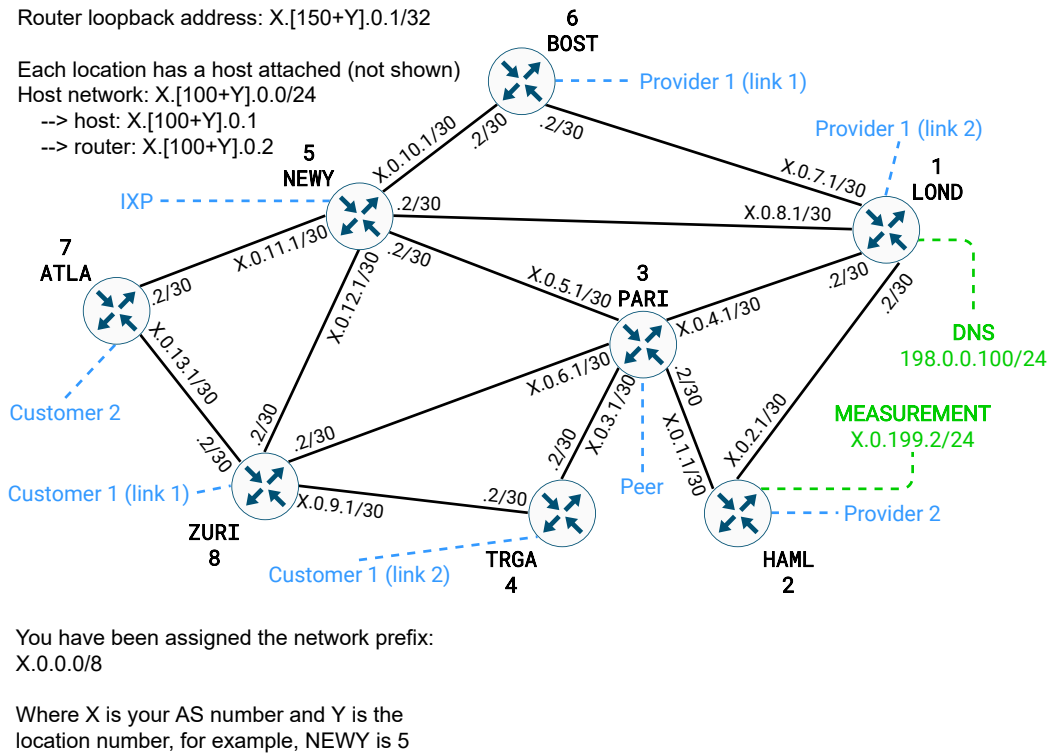 Router loopback address: X.[150+Y].0.1/32
Each location has a host attached (not shown)
Host network: X.[100+Y].0.0/24
--> host: X.[100+Y].0.1
--> router: X.[100+Y].0.2
6
BOST
Provider 1 (link 1)
X.0.10.1/30
.2/30
.2/30
Provider 1 (link 2)
5
NEWY
IXP
.2/30
X.0.7.1/30
X.0.8.1/30
1
LOND
7
ATLA
X.0.11.1/30
.2/30
.2/30
X.0.12.1/30
X.0.5.1/30
3
PARI
X.0.4.1/30
.2/30
.2/30
DNS
198.0.0.100/24
X.0.13.1/30
.2/30
Customer 2
X.0.6.1/30
X.0.3.1/30
.2/30
X.0.1.1/30
X.0.2.1/30
MEASUREMENT
X.0.199.2/24
.2/30
.2/30
.2/30
Customer 1 (link 1)
X.0.9.1/30
.2/30
Peer
Provider 2
ZURI
8
Customer 1 (link 2)
TRGA
4
HAML
2
You have been assigned the network prefix:
X.0.0.0/8
Where X is your AS number and Y is the
location number, for example, NEWY is 5